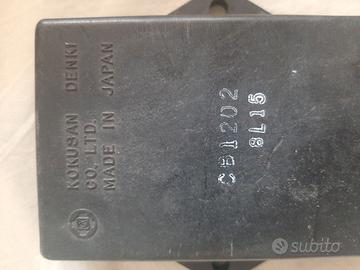 KOKUSAN DENKI
CO. LTD.
MADE IN JAPAN
CB1202
8L15
subito